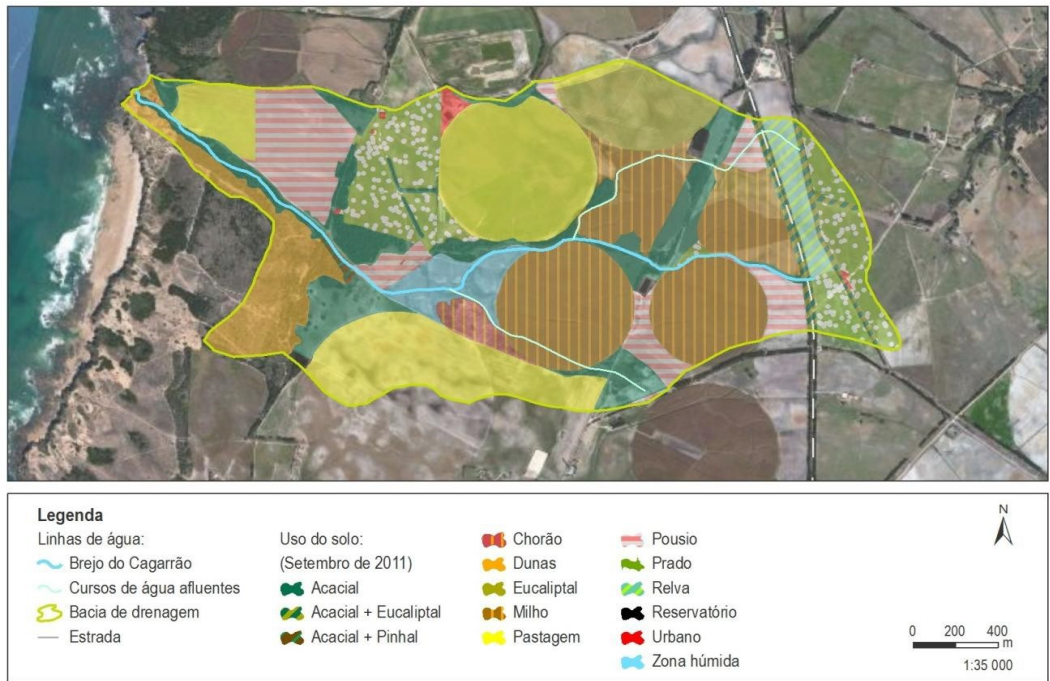 Legenda
Linhas de água:
Brejo do Cagarrão
Cursos de água afluentes
Bacia de drenagem
Estrada
Uso do solo:
(Setembro de 2011)
Acacial
Acacial + Eucaliptal
Acacial + Pinhal
Chorão
Dunas
Eucaliptal
Milho
Pastagem
Pousio
Prado
Relva
Reservatório
Urbano
Zona húmida
N
0 200 400
m
1:35 000